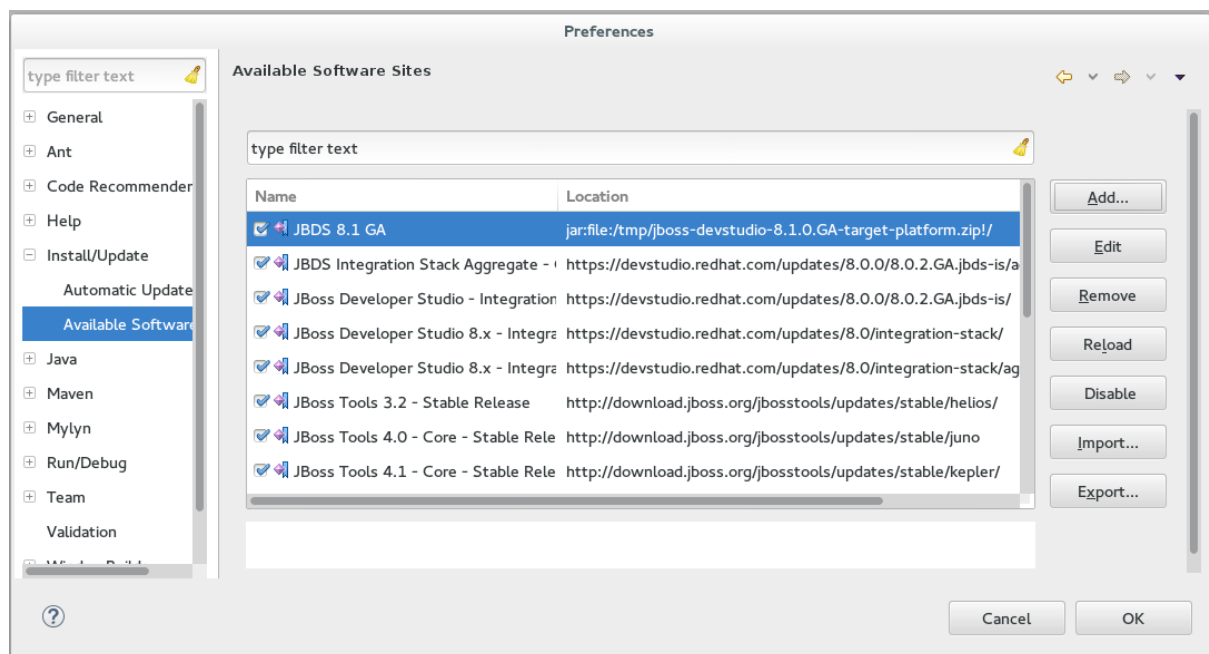 Preferences
type filter text
General
Ant
Code Recommender
Help
Install/Update
Automatic Update
Available Software
Java
Maven
Mylyn
Run/Debug
Team
Validation
Available Software Sites
type filter text
Name Location
JBDS 8.1 GA jar:file:/tmp/jboss-devstudio-8.1.0.GA-target-platform.zip!/
JBDS Integration Stack Aggregate - https://devstudio.redhat.com/updates/8.0.0/8.0.2.GA.jbds-is/a
JBoss Developer Studio - Integration https://devstudio.redhat.com/updates/8.0.0/8.0.2.GA.jbds-is/
JBoss Developer Studio 8.x - Integra https://devstudio.redhat.com/updates/8.0/integration-stack/
JBoss Developer Studio 8.x - Integra https://devstudio.redhat.com/updates/8.0/integration-stack/ag
JBoss Tools 3.2 - Stable Release http://download.jboss.org/jbosstools/updates/stable/helios/
JBoss Tools 4.0 - Core - Stable Rele http://download.jboss.org/jbosstools/updates/stable/juno
JBoss Tools 4.1 - Core - Stable Rele http://download.jboss.org/jbosstools/updates/stable/kepler/
Add...
Edit
Remove
Reload
Disable
Import...
Export...
Cancel
OK